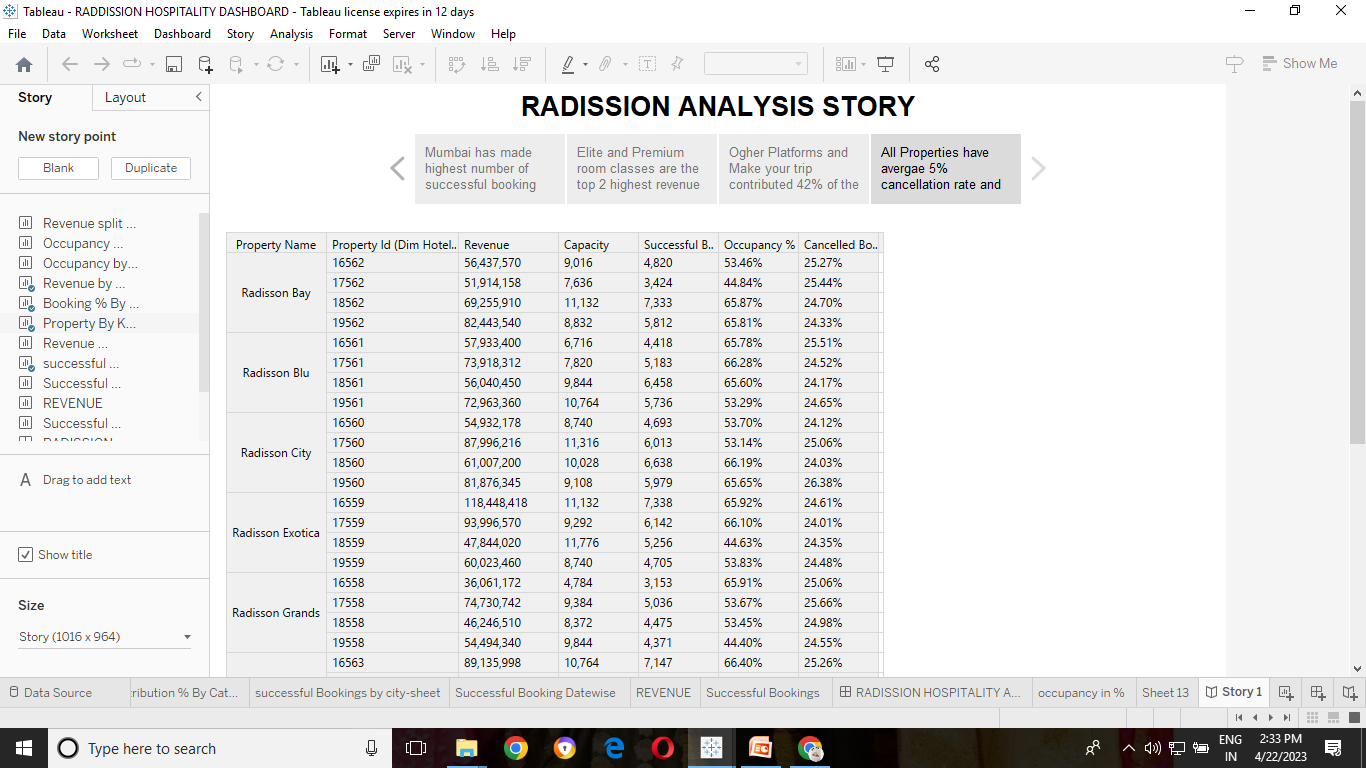 Tableau - RADDISSION HOSPITALITY DASHBOARD - Tableau license expires in 12 days
File Data Worksheet Dashboard Story Analysis Format Server Window Help
Show Me
Story Layout
New story point
Blank Duplicate
Revenue split ...
Occupancy ...
Occupancy by...
Revenue by ...
Booking % By ...
Property By K...
Revenue ...
successful ...
Successful ...
REVENUE
Successful ...
RADISSION
A Drag to add text
Show title
Size
Story (1016 x 964)
RADISSION ANALYSIS STORY
Mumbai has made
highest number of
successful booking
Elite and Premium
room classes are the
top 2 highest revenue
Ogher Platforms and
Make your trip
contributed 42% of the
All Properties have
avergae 5%
cancellation rate and
Property Name Property Id (Dim Hotel.. Revenue Capacity Successful B.. Occupancy % Cancelled Bo..
Radisson Bay
16562 56,437,570 9,016 4,820 53.46% 25.27%
17562 51,914,158 7,636 3,424 44.84% 25.44%
18562 69,255,910 11,132 7,333 65.87% 24.70%
19562 82,443,540 8,832 5,812 65.81% 24.33%
Radisson Blu
16561 57,933,400 6,716 4,418 65.78% 25.51%
17561 73,918,312 7,820 5,183 66.28% 24.52%
18561 56,040,450 9,844 6,458 65.60% 24.17%
19561 72,963,360 10,764 5,736 53.29% 24.65%
Radisson City
16560 54,932,178 8,740 4,693 53.70% 24.12%
17560 87,996,216 11,316 6,013 53.14% 25.06%
18560 61,007,200 10,028 6,638 66.19% 24.03%
19560 81,876,345 9,108 5,979 65.65% 26.38%
Radisson Exotica
16559 118,448,418 11,132 7,338 65.92% 24.61%
17559 93,996,570 9,292 6,142 66.10% 24.01%
18559 47,844,020 11,776 5,256 44.63% 24.35%
19559 60,023,460 8,740 4,705 53.83% 24.48%
Radisson Grands
16558 36,061,172 4,784 3,153 65.91% 25.06%
17558 74,730,742 9,384 5,036 53.67% 25.66%
18558 46,246,510 8,372 4,475 53.45% 24.98%
19558 54,494,340 9,844 4,371 44.40% 24.55%
16563 89,135,998 10,764 7,147 66.40% 25.26%
Data Source tribution % By Cat... successful Bookings by city-sheet Successful Booking Datewise REVENUE Successful Bookings RADISSION HOSPITALITY A... occupancy in % Sheet 13 Story 1
Type here to search
ENG
IN
2:33 PM
4/22/2023